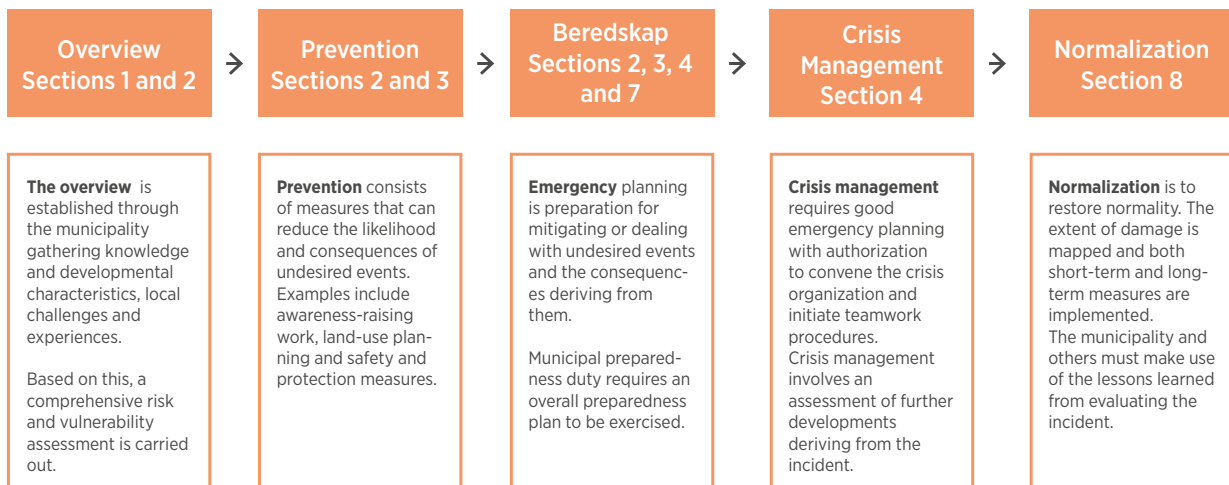 Overview
Sections 1 and 2
Prevention
Sections 2 and 3
Beredskap
Sections 2, 3, 4
and 7
Crisis
Management
Section 4
Normalization
Section 8
The overview is
established through
the municipality
gathering knowledge
and developmental
characteristics, local
challenges and
experiences.
Based on this, a
comprehensive risk
and vulnerability
assessment is carried
out.
Prevention consists
of measures that can
reduce the likelihood
and consequences of
undesired events.
Examples include
awareness-raising
work, land-use plan-
ning and safety and
protection measures.
Emergency planning
is preparation for
mitigating or dealing
with undesired events
and the consequenc-
es deriving from
them.
Municipal prepared-
ness duty requires an
overall preparedness
plan to be exercised.
Crisis management
requires good
emergency planning
with authorization
to convene the crisis
organization and
initiate teamwork
procedures.
Crisis management
involves an
assessment of further
developments
deriving from the
incident.
Normalization is to
restore normality. The
extent of damage is
mapped and both
short-term and long-
term measures are
implemented.
The municipality and
others must make use
of the lessons learned
from evaluating the
incident.